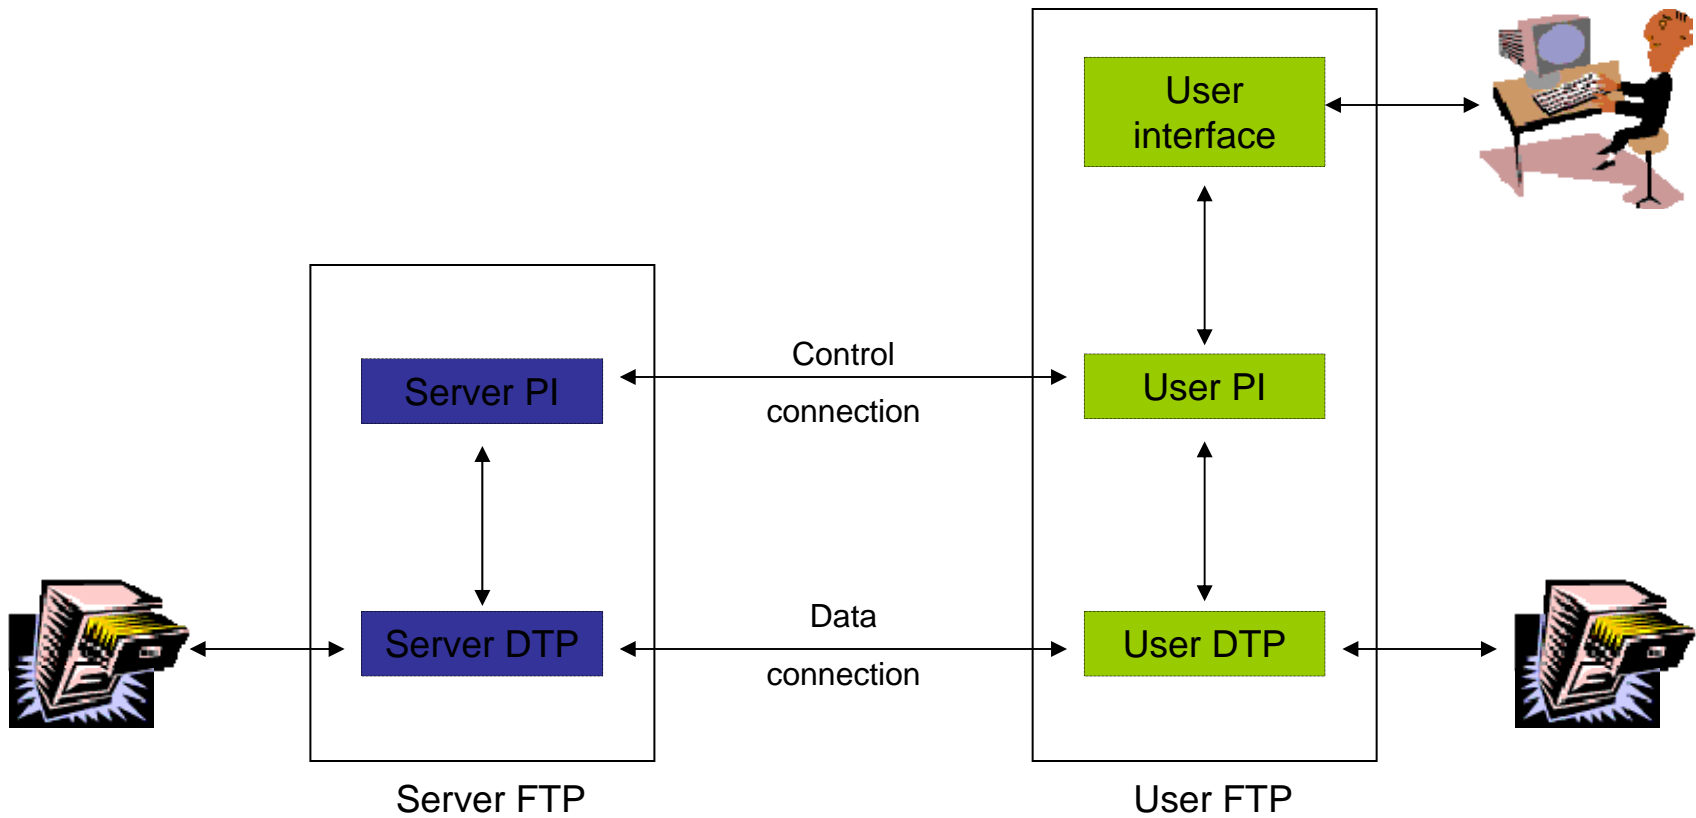 User
interface
Control
connection
Server PI
User PI
Data
connection
Server DTP
User DTP
Server FTP
User FTP